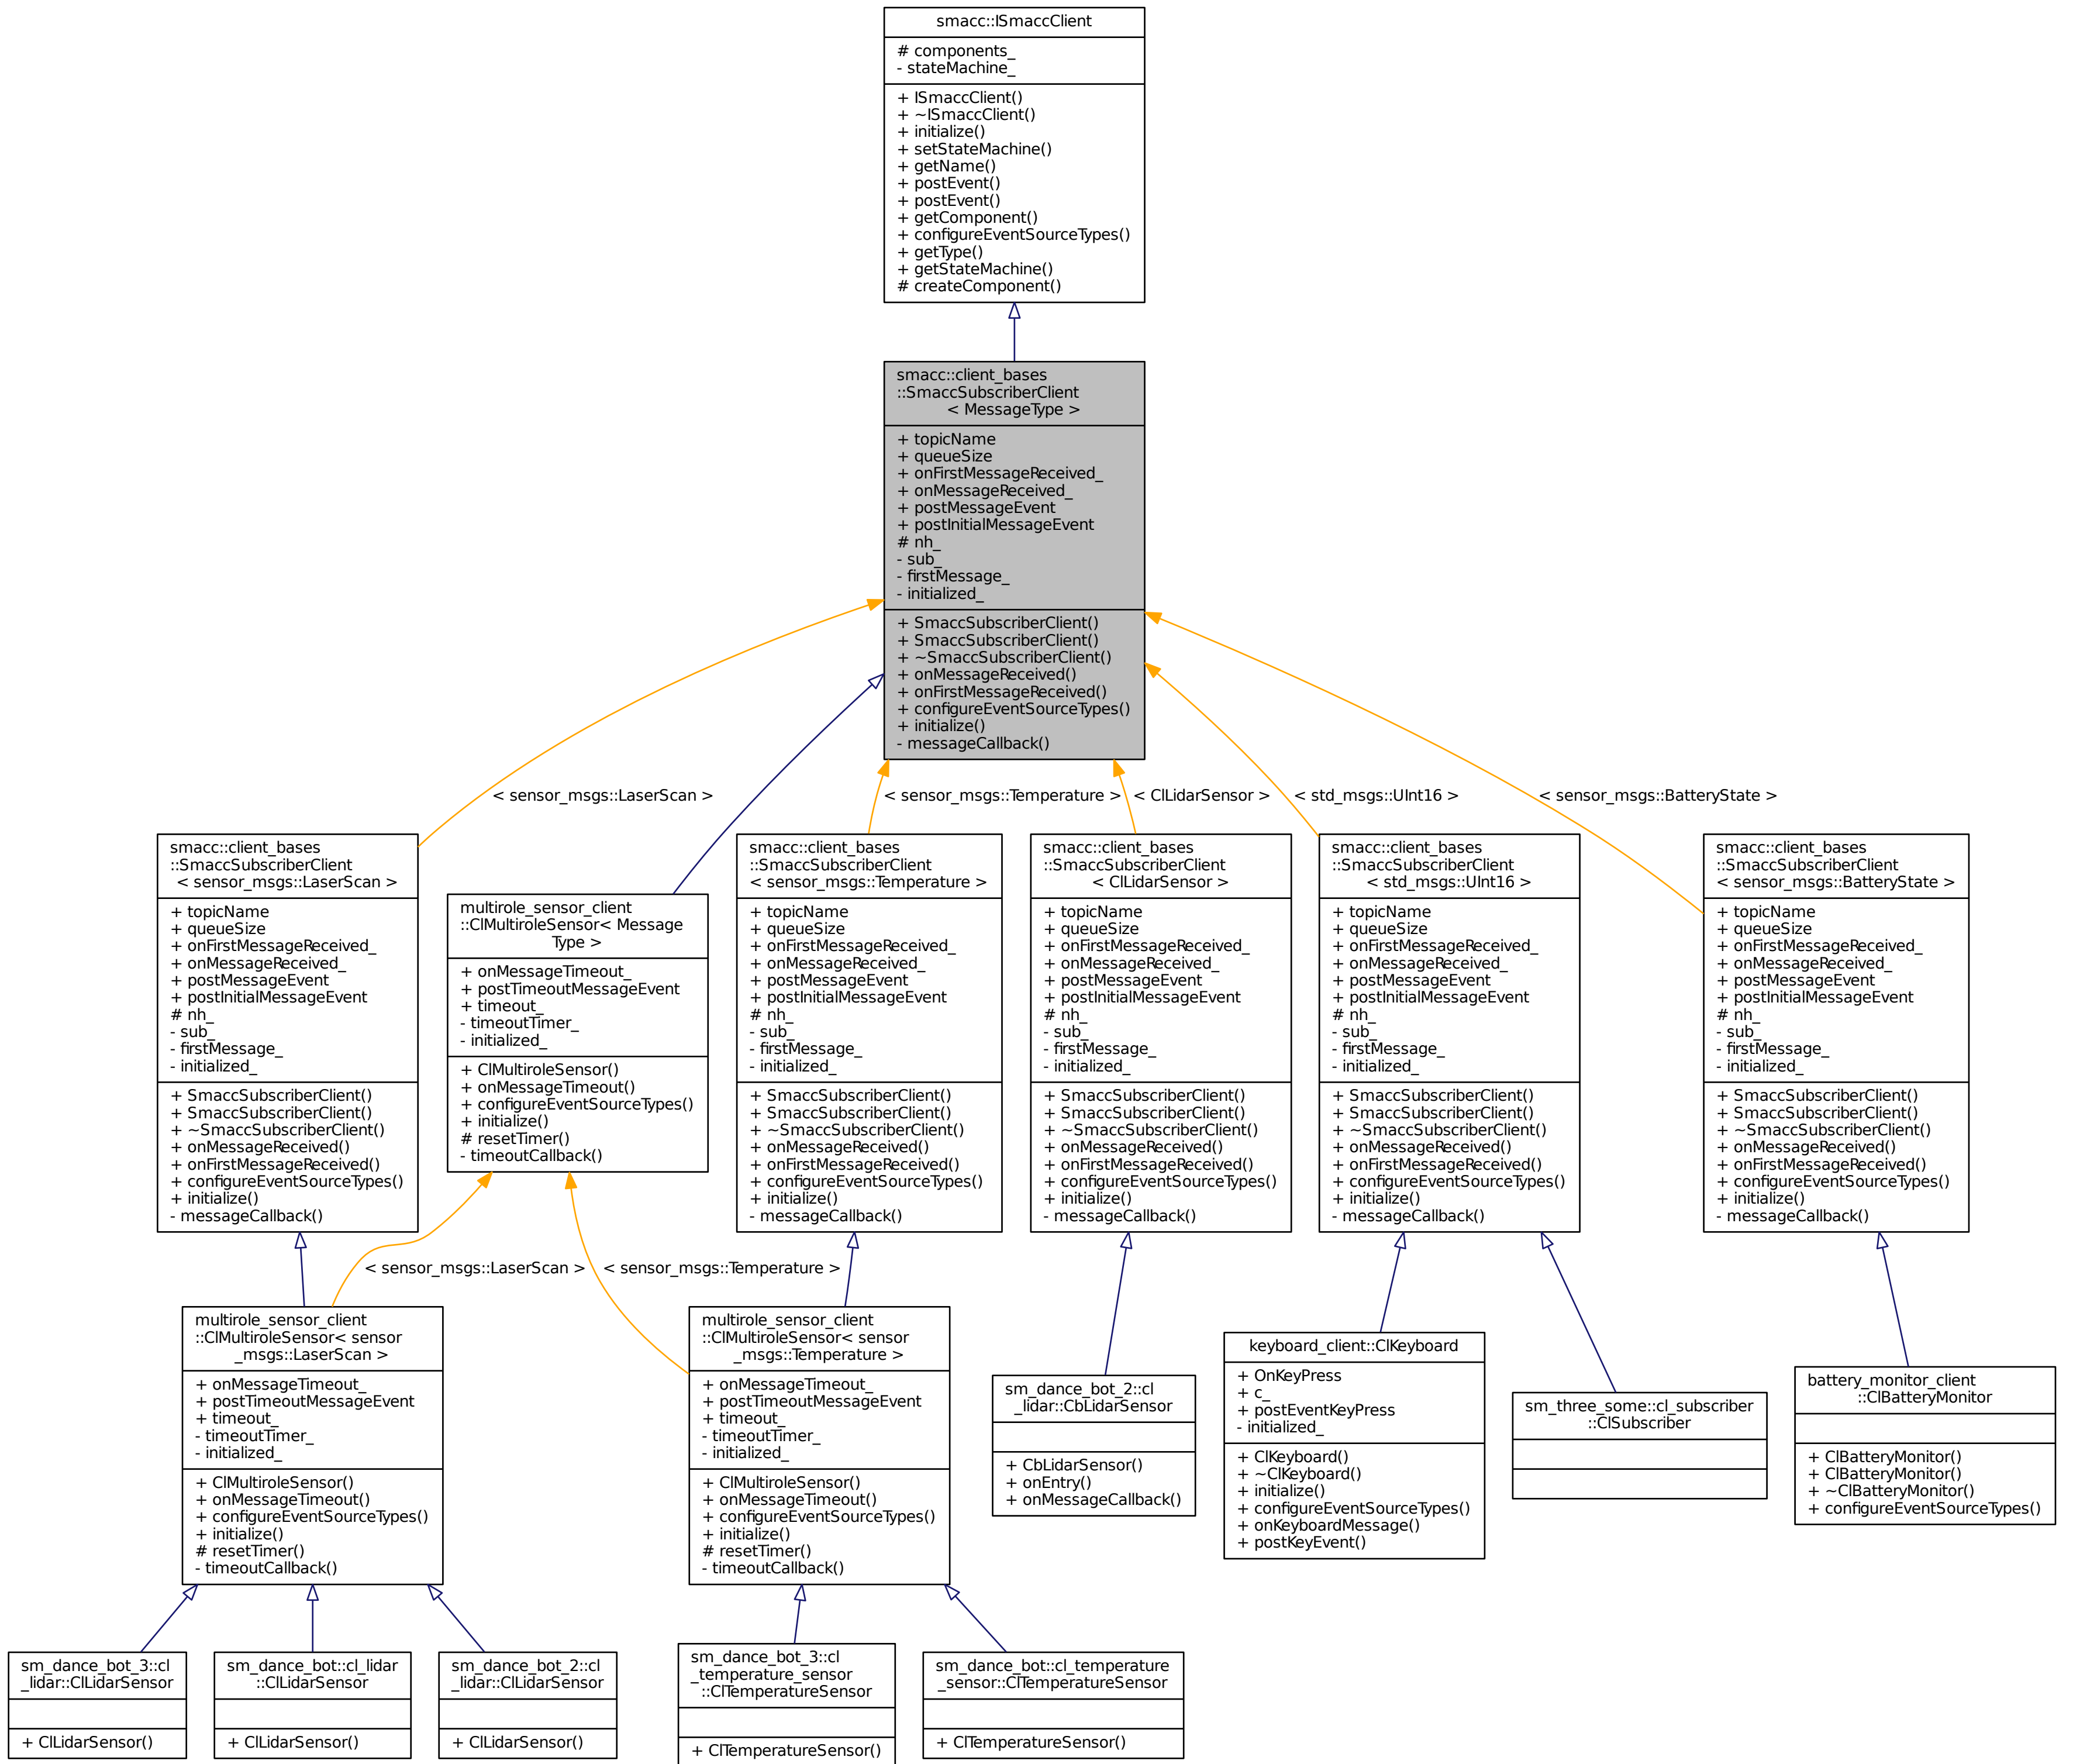 smacc::ISmaccClient
# components_
- stateMachine_
+ ISmaccClient()
+ ~ISmaccClient()
+ initialize()
+ setStateMachine()
+ getName()
+ postEvent()
+ postEvent()
+ getComponent()
+ configureEventSourceTypes()
+ getType()
+ getStateMachine()
# createComponent()
smacc::client_bases
::SmaccSubscriberClient
< MessageType >
+ topicName
+ queueSize
+ onFirstMessageReceived_
+ onMessageReceived_
+ postMessageEvent
+ postInitialMessageEvent
# nh_
- sub_
- firstMessage_
- initialized_
+ SmaccSubscriberClient()
+ SmaccSubscriberClient()
+ ~SmaccSubscriberClient()
+ onMessageReceived()
+ onFirstMessageReceived()
+ configureEventSourceTypes()
+ initialize()
- messageCallback()
< sensor_msgs::LaserScan >
< sensor_msgs::Temperature >
< ClLidarSensor >
< std_msgs::UInt16 >
< sensor_msgs::BatteryState >
smacc::client_bases
::SmaccSubscriberClient
< sensor_msgs::LaserScan >
+ topicName
+ queueSize
+ onFirstMessageReceived_
+ onMessageReceived_
+ postMessageEvent
+ postInitialMessageEvent
# nh_
- sub_
- firstMessage_
- initialized_
+ SmaccSubscriberClient()
+ SmaccSubscriberClient()
+ ~SmaccSubscriberClient()
+ onMessageReceived()
+ onFirstMessageReceived()
+ configureEventSourceTypes()
+ initialize()
- messageCallback()
multirole_sensor_client
::ClMultiroleSensor< Message
Type >
+ onMessageTimeout_
+ postTimeoutMessageEvent
+ timeout_
- timeoutTimer_
- initialized_
+ ClMultiroleSensor()
+ onMessageTimeout()
+ configureEventSourceTypes()
+ initialize()
# resetTimer()
- timeoutCallback()
smacc::client_bases
::SmaccSubscriberClient
< sensor_msgs::Temperature >
+ topicName
+ queueSize
+ onFirstMessageReceived_
+ onMessageReceived_
+ postMessageEvent
+ postInitialMessageEvent
# nh_
- sub_
- firstMessage_
- initialized_
+ SmaccSubscriberClient()
+ SmaccSubscriberClient()
+ ~SmaccSubscriberClient()
+ onMessageReceived()
+ onFirstMessageReceived()
+ configureEventSourceTypes()
+ initialize()
- messageCallback()
smacc::client_bases
::SmaccSubscriberClient
< ClLidarSensor >
+ topicName
+ queueSize
+ onFirstMessageReceived_
+ onMessageReceived_
+ postMessageEvent
+ postInitialMessageEvent
# nh_
- sub_
- firstMessage_
- initialized_
+ SmaccSubscriberClient()
+ SmaccSubscriberClient()
+ ~SmaccSubscriberClient()
+ onMessageReceived()
+ onFirstMessageReceived()
+ configureEventSourceTypes()
+ initialize()
- messageCallback()
smacc::client_bases
::SmaccSubscriberClient
< std_msgs::UInt16 >
+ topicName
+ queueSize
+ onFirstMessageReceived_
+ onMessageReceived_
+ postMessageEvent
+ postInitialMessageEvent
# nh_
- sub_
- firstMessage_
- initialized_
+ SmaccSubscriberClient()
+ SmaccSubscriberClient()
+ ~SmaccSubscriberClient()
+ onMessageReceived()
+ onFirstMessageReceived()
+ configureEventSourceTypes()
+ initialize()
- messageCallback()
smacc::client_bases
::SmaccSubscriberClient
< sensor_msgs::BatteryState >
+ topicName
+ queueSize
+ onFirstMessageReceived_
+ onMessageReceived_
+ postMessageEvent
+ postInitialMessageEvent
# nh_
- sub_
- firstMessage_
- initialized_
+ SmaccSubscriberClient()
+ SmaccSubscriberClient()
+ ~SmaccSubscriberClient()
+ onMessageReceived()
+ onFirstMessageReceived()
+ configureEventSourceTypes()
+ initialize()
- messageCallback()
< sensor_msgs::LaserScan >
< sensor_msgs::Temperature >
multirole_sensor_client
::ClMultiroleSensor< sensor
_msgs::LaserScan >
+ onMessageTimeout_
+ postTimeoutMessageEvent
+ timeout_
- timeoutTimer_
- initialized_
+ ClMultiroleSensor()
+ onMessageTimeout()
+ configureEventSourceTypes()
+ initialize()
# resetTimer()
- timeoutCallback()
multirole_sensor_client
::ClMultiroleSensor< sensor
_msgs::Temperature >
+ onMessageTimeout_
+ postTimeoutMessageEvent
+ timeout_
- timeoutTimer_
- initialized_
+ ClMultiroleSensor()
+ onMessageTimeout()
+ configureEventSourceTypes()
+ initialize()
# resetTimer()
- timeoutCallback()
sm_dance_bot_2::cl
_lidar::CbLidarSensor
+ CbLidarSensor()
+ onEntry()
+ onMessageCallback()
keyboard_client::ClKeyboard
+ OnKeyPress
+ c_
+ postEventKeyPress
- initialized_
+ ClKeyboard()
+ ~ClKeyboard()
+ initialize()
+ configureEventSourceTypes()
+ onKeyboardMessage()
+ postKeyEvent()
sm_three_some::cl_subscriber
::ClSubscriber
battery_monitor_client
::ClBatteryMonitor
+ ClBatteryMonitor()
+ ClBatteryMonitor()
+ ~ClBatteryMonitor()
+ configureEventSourceTypes()
sm_dance_bot_3::cl
_lidar::ClLidarSensor
+ ClLidarSensor()
sm_dance_bot::cl_lidar
::ClLidarSensor
+ ClLidarSensor()
sm_dance_bot_2::cl
_lidar::ClLidarSensor
+ ClLidarSensor()
sm_dance_bot_3::cl
_temperature_sensor
::ClTemperatureSensor
+ ClTemperatureSensor()
sm_dance_bot::cl_temperature
_sensor::ClTemperatureSensor
+ ClTemperatureSensor()